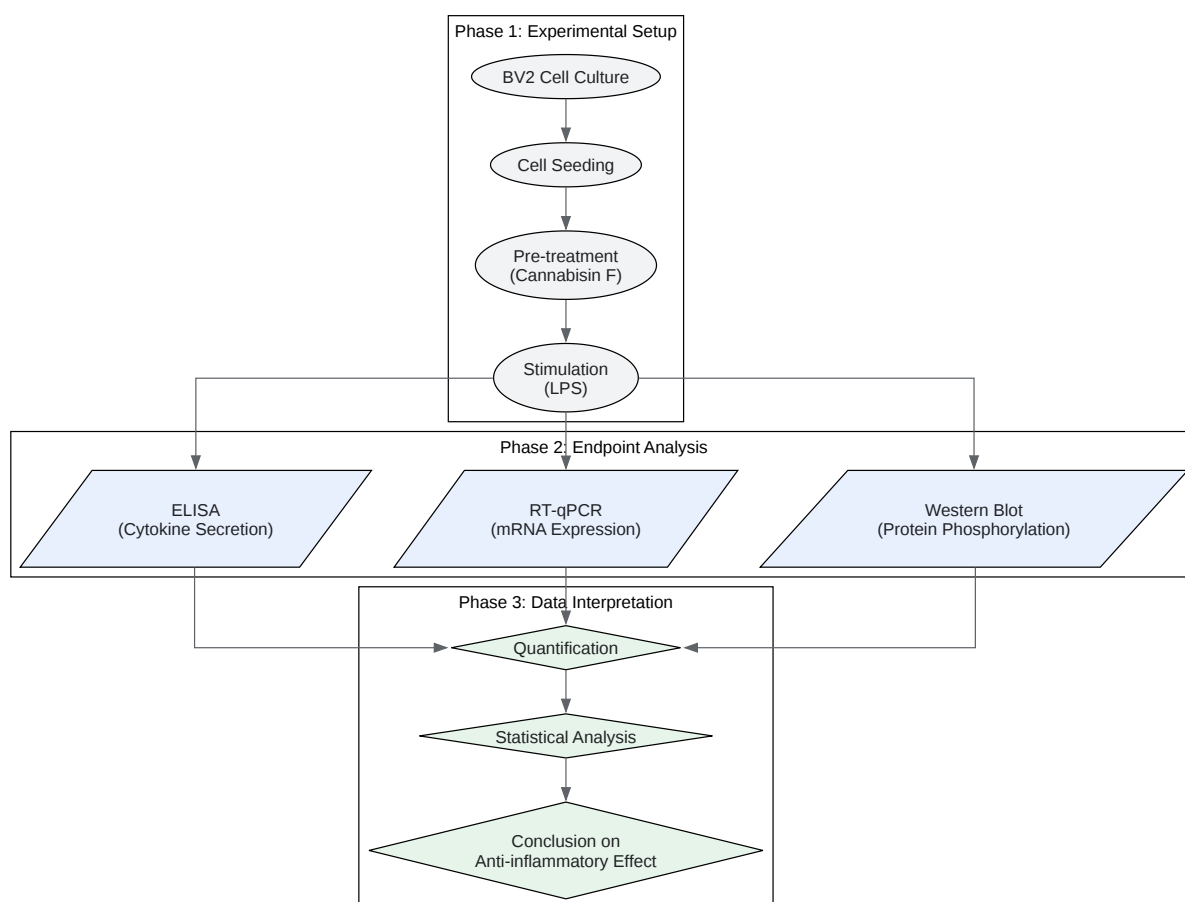 Phase 1: Experimental Setup
BV2 Cell Culture
Cell Seeding
Pre-treatment
(Cannabisin F)
Stimulation
(LPS)
Phase 2: Endpoint Analysis
ELISA
(Cytokine Secretion)
RT-qPCR
(mRNA Expression)
Western Blot
(Protein Phosphorylation)
Phase 3: Data Interpretation
Quantification
Statistical Analysis
Conclusion on
Anti-inflammatory Effect